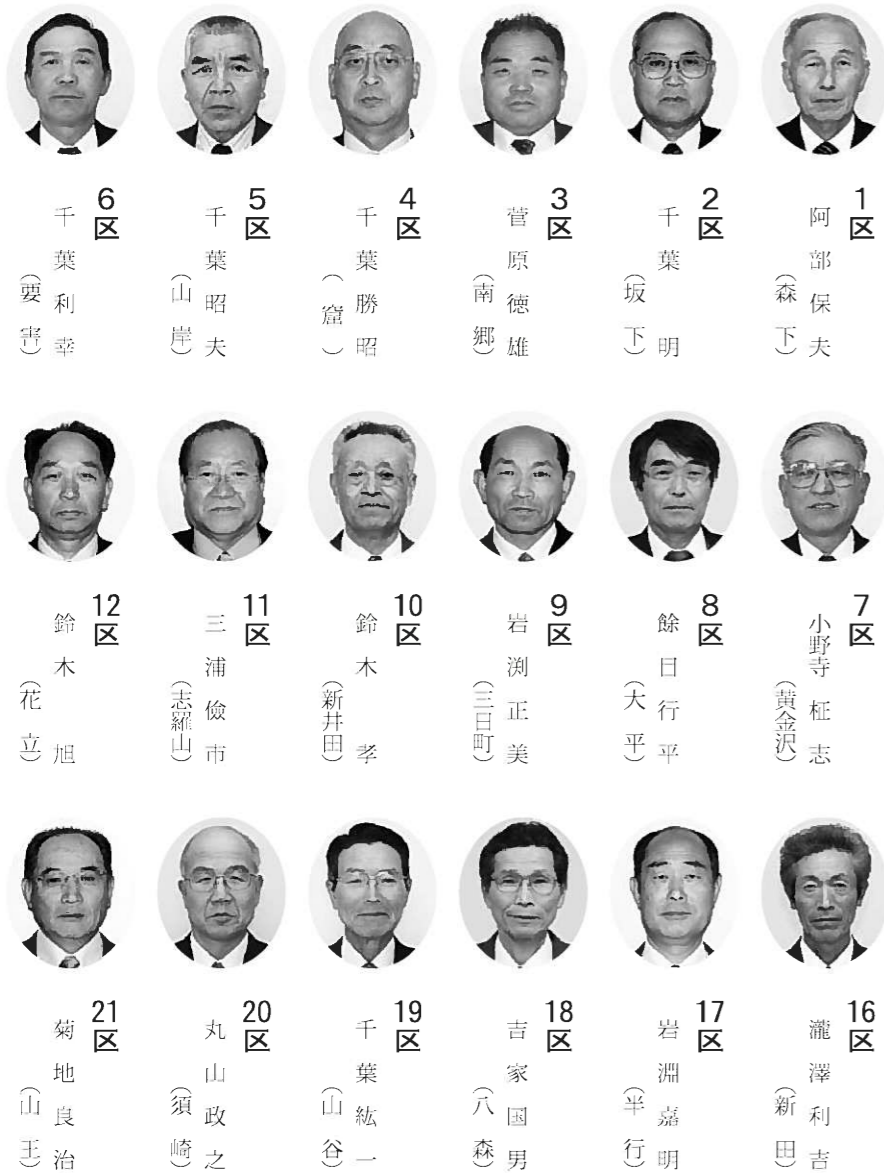 1区
阿部保夫
（森下）
2区
千葉明
（坂下）
3区
菅原徳雄
（南郷）
4区
千葉勝昭
（窟）
5区
千葉昭夫
（山岸）
6区
千葉利幸
（要害）
7区
小野寺柾志
（黄金沢）
8区
餘目行平
（大平）
9区
岩渕正美
（三日町）
10区
鈴木孝
（新井田）
11区
三浦儉市
（志羅山）
12区
鈴木旭
（花立）
16区
瀧澤利吉
（新田）
17区
岩淵嘉明
（半行）
18区
吉家国男
（八森）
19区
千葉紘一
（山谷）
20区
丸山政之
（須崎）
21区
菊地良治
（山王）